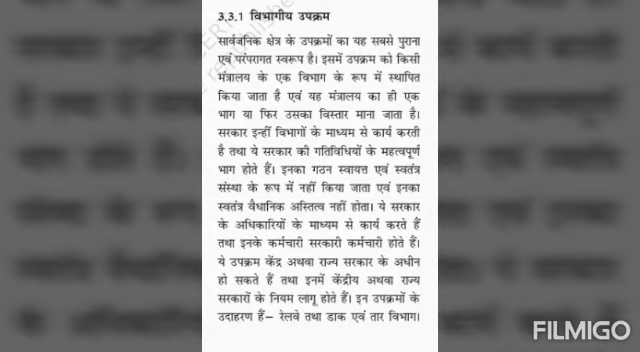 3.3.1 विभागीय उपक्रम
सार्वजनिक क्षेत्र के उपक्रमों का यह सबसे पुराना
एवं परंपरागत स्वरूप है। इसमें उपक्रम को किसी
मंत्रालय के एक विभाग के रूप में स्थापित
किया जाता है एवं यह मंत्रालय का ही एक
भाग या फिर उसका विस्तार माना जाता है।
सरकार इन्हीं विभागों के माध्यम से कार्य करती
है तथा ये सरकार की गतिविधियों के महत्वपूर्ण
भाग होते हैं। इनका गठन स्वायत्त एवं स्वतंत्र
संस्था के रूप में नहीं किया जाता एवं इनका
स्वतंत्र वैधानिक अस्तित्व नहीं होता। ये सरकार
के अधिकारियों के माध्यम से कार्य करते हैं
तथा इनके कर्मचारी सरकारी कर्मचारी होते हैं।
ये उपक्रम केंद्र अथवा राज्य सरकार के अधीन
हो सकते हैं तथा इनमें केंद्रीय अथवा राज्य
सरकारों के नियम लागू होते हैं। इन उपक्रमों के
उदाहरण हैं– रेलवे तथा डाक एवं तार विभाग।
FILMIGO